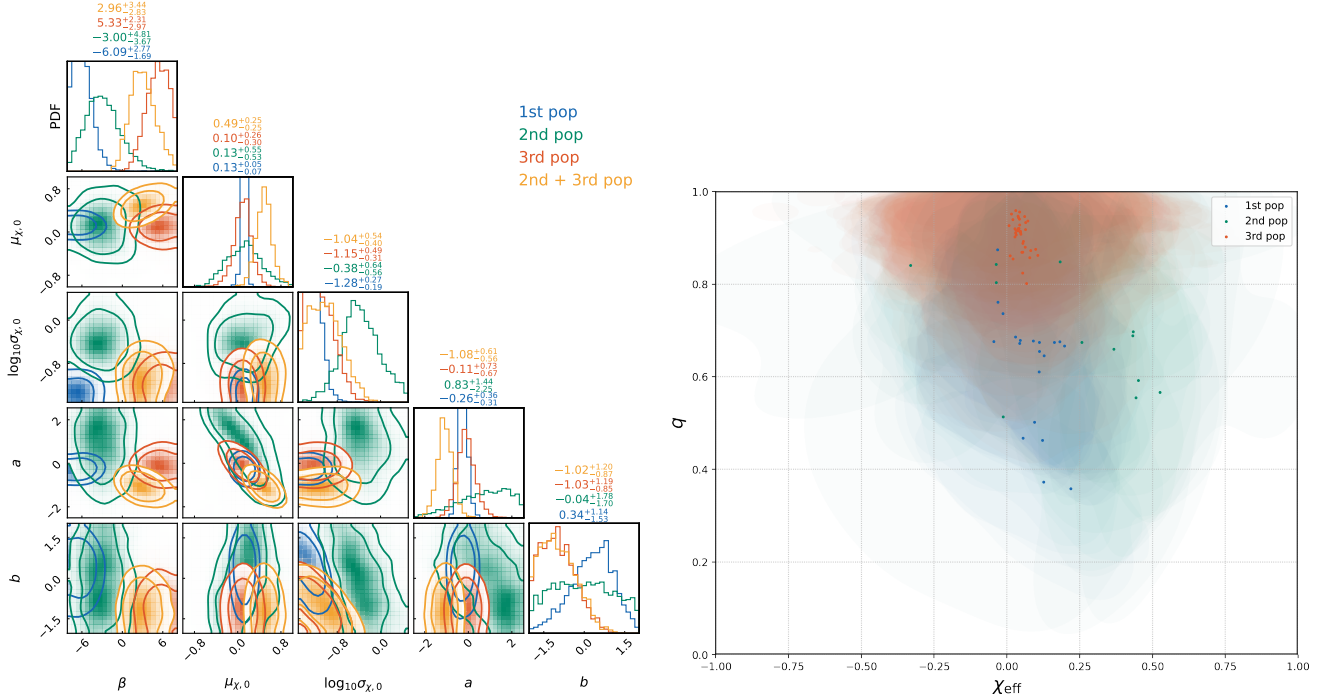 2.96+3.44−2.83
5.33+2.31−2.97
−3.00+4.81−3.67
−6.09+2.77−1.69
PDF
0.49+0.25−0.25
0.10+0.26−0.30
0.13+0.55−0.53
0.13+0.05−0.07
1st pop
2nd pop
3rd pop
2nd + 3rd pop
μχ,0
0.8
0.0
−0.8
−1.04+0.54−0.40
−1.15+0.49−0.31
−0.38+0.64−0.56
−1.28+0.27−0.19
log10σχ,0
0.0
−0.8
−1.08+0.61−0.56
−0.11+0.73−0.67
0.83+1.44−2.25
−0.26+0.36−0.31
a
2
0
−2
−1.02+1.20−0.87
−1.03+1.19−0.85
−0.04+1.78−1.70
0.34+1.14−1.53
b
1.5
0.0
−1.5
−6 0 6
−0.8 0.0 0.8
−0.8 0.0
−2 0 2
−1.5 0.0 1.5
β μχ,0 log10σχ,0 a b
1st pop
2nd pop
3rd pop
q
1.0
0.8
0.6
0.4
0.2
0.0
−1.00 −0.75 −0.50 −0.25 0.00 0.25 0.50 0.75 1.00
χeff